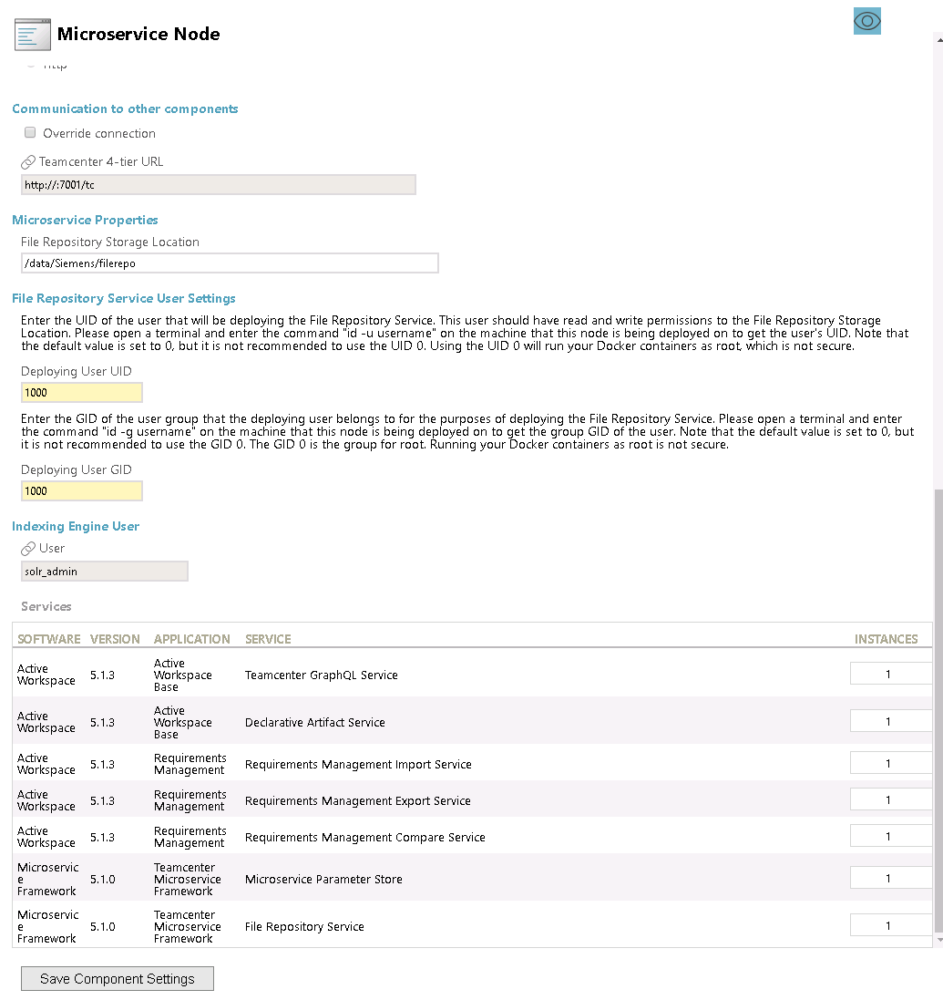 Microservice Node
http
Communication to other components
Override connection
Teamcenter 4-tier URL
http://:7001/tc
Microservice Properties
File Repository Storage Location
/data/Siemens/filerepo
File Repository Service User Settings
Enter the UID of the user that will be deploying the File Repository Service. This user should have read and write permissions to the File Repository Storage
Location. Please open a terminal and enter the command "id -u username" on the machine that this node is being deployed on to get the user's UID. Note that
the default value is set to 0, but it is not recommended to use the UID 0. Using the UID 0 will run your Docker containers as root, which is not secure.
Deploying User UID
1000
Enter the GID of the user group that the deploying user belongs to for the purposes of deploying the File Repository Service. Please open a terminal and enter
the command "id -g username" on the machine that this node is being deployed on to get the group GID of the user. Note that the default value is set to 0, but
it is not recommended to use the GID 0. The GID 0 is the group for root. Running your Docker containers as root is not secure.
Deploying User GID
1000
Indexing Engine User
User
solr_admin
Services
SOFTWARE VERSION APPLICATION SERVICE INSTANCES
Active
Workspace
5.1.3
Active
Workspace
Base
Teamcenter GraphQL Service
1
Active
Workspace
5.1.3
Active
Workspace
Base
Declarative Artifact Service
1
Active
Workspace
5.1.3
Requirements
Management
Requirements Management Import Service
1
Active
Workspace
5.1.3
Requirements
Management
Requirements Management Export Service
1
Active
Workspace
5.1.3
Requirements
Management
Requirements Management Compare Service
1
Microservic
e
Framework
5.1.0
Teamcenter
Microservice
Framework
Microservice Parameter Store
1
Microservic
e
Framework
5.1.0
Teamcenter
Microservice
Framework
File Repository Service
1
Save Component Settings